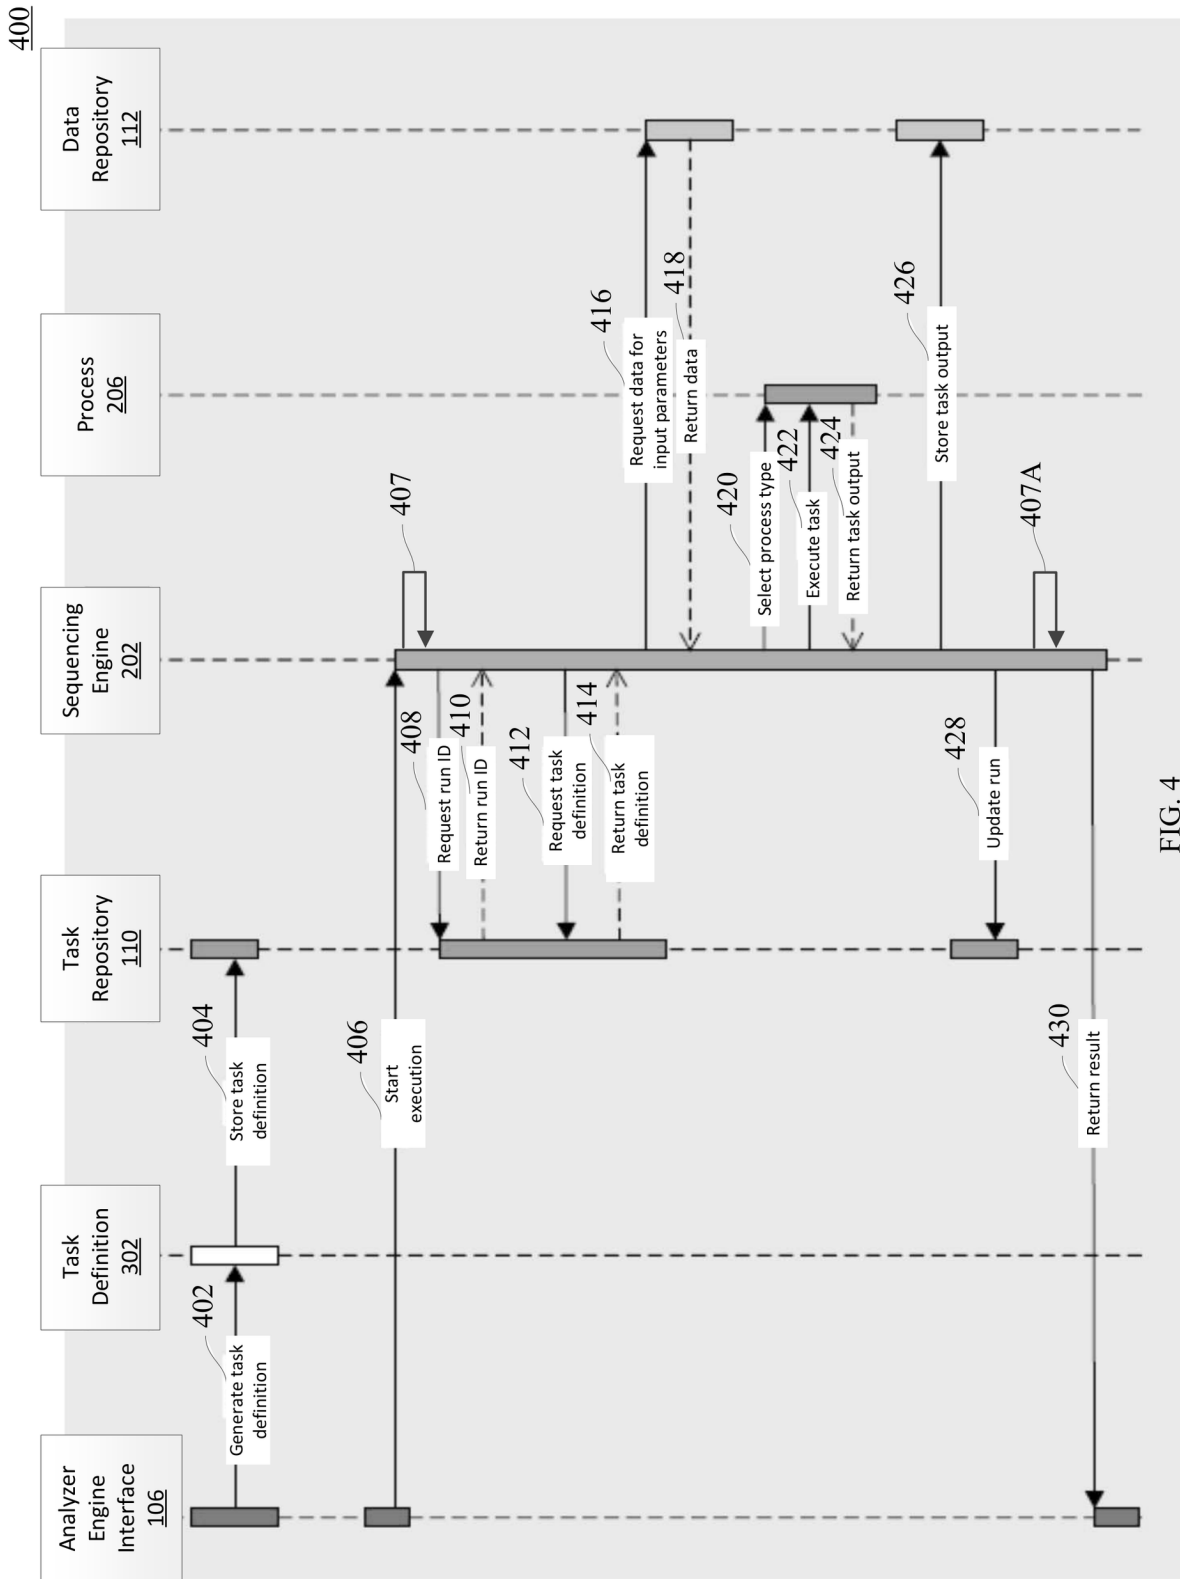 400
Analyzer
Engine
Interface
106
Task
Definition
302
Task
Repository
110
Sequencing
Engine
202
Process
206
Data
Repository
112
402
Generate task
definition
404
Store task
definition
406
Start
execution
407
408
Request run ID
410
Return run ID
412
Request task
definition
414
Return task
definition
416
Request data for
input parameters
418
Return data
420
Select process type
422
Execute task
424
Return task output
426
Store task output
428
Update run
407A
430
Return result
FIG. 4